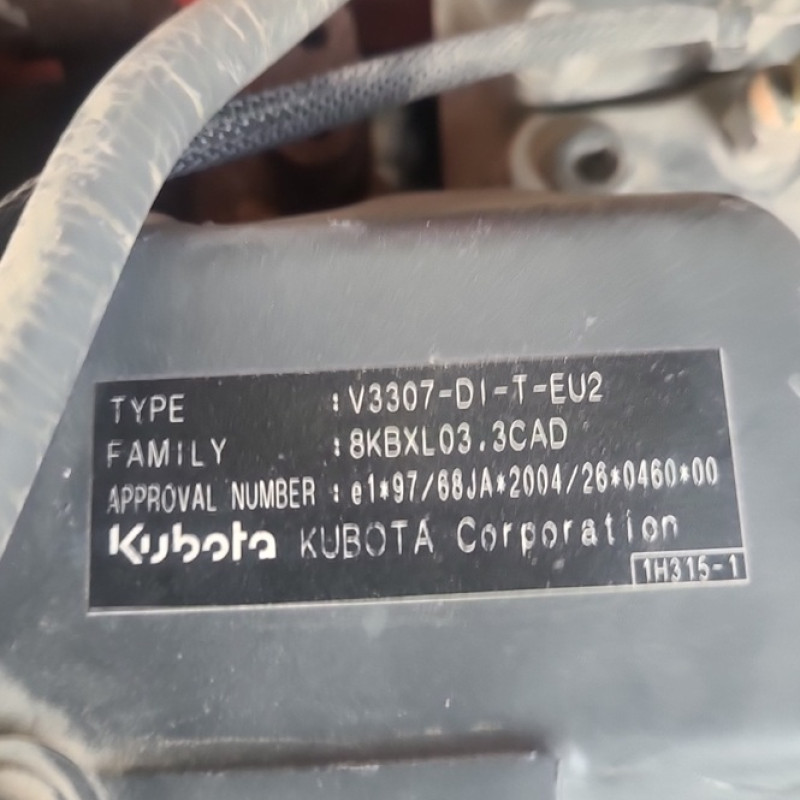 TYPE :V3307-DI-T-EU2
FAMILY :8KBXL03.3CAD
APPROVAL NUMBER :e1*97/68JA*2004/26*0460*00
Kubota KUBOTA Corporation
1H315-1